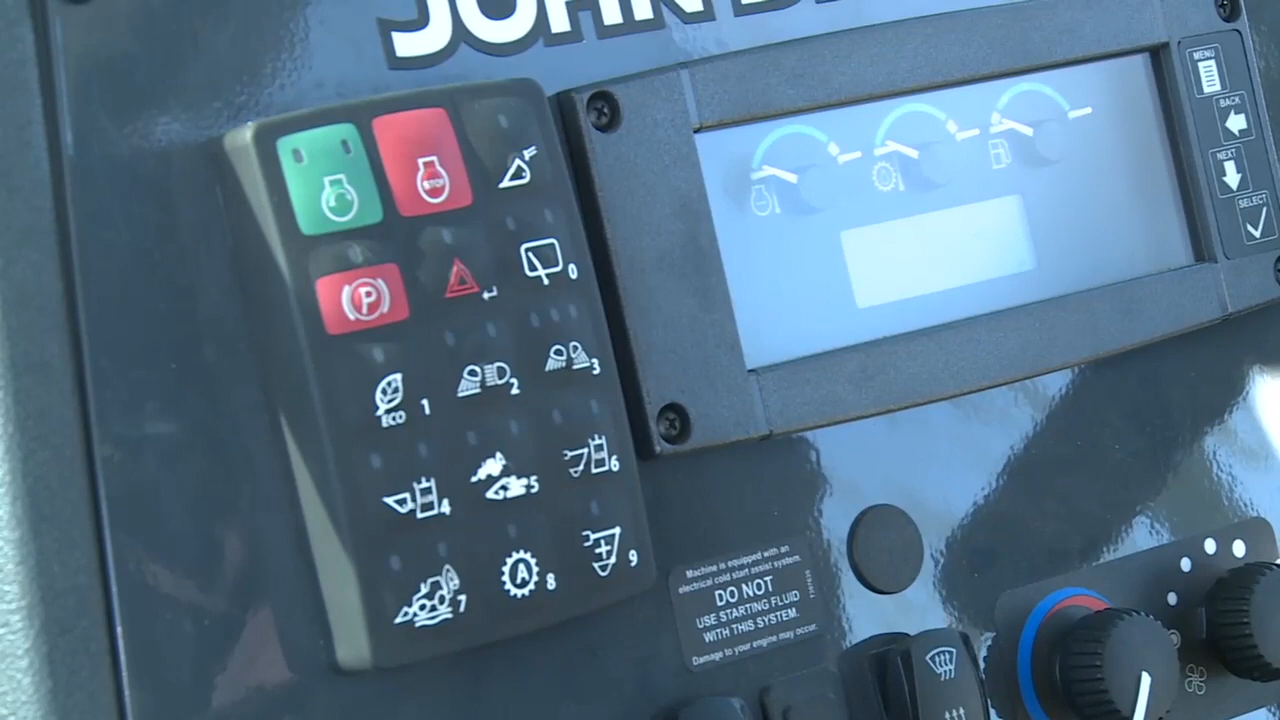 JOHN
MENU
BACK
NEXT
SELECT
STOP
P
0
ECO 1
2
3
4
5
6
7
A 8
9
Machine is equipped with an
electrical cold start assist system.
DO NOT
USE STARTING FLUID
WITH THIS SYSTEM.
Damage to your engine may occur.